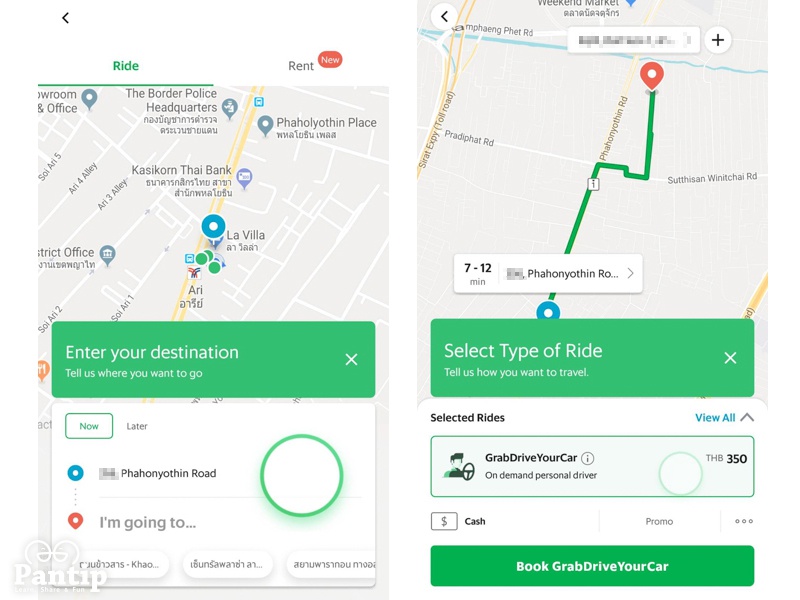 Ride
Rent
New
owroom
& Office
The Border Police
Headquarters
กองบัญชาการตำรวจ
ตระเวนชายแดน
Phaholyothin Place
พหลโยธิน เพลส
Soi Ari 5
Ari 4 Alley
Ari 3 Alley
Kasikorn Thai Bank
ธนาคารกสิกรไทย สาขา
สำนักพหลโยธิน
La Villa
ลา วิลล่า
strict Office
งานเขตพญาไท
Ari
อารีย์
Soi Ari 2
Soi Ari 1
Enter your destination
Tell us where you want to go
Now
Later
Phahonyothin Road
I'm going to...
ถนนข้าวสาร - Khao...
เซ็นทรัลพลาซ่า ลา...
สยามพารากอน ทางออ
Pantip
Learn, Share & Fun
Weekend Market
ตลาดนัดจตุจักร
mphaeng Phet Rd
Sirat Expy (Toll road)
Phahonyothin Rd
Pradiphat Rd
Sutthisan Winitchai Rd
7 - 12
min
, Phahonyothin Ro...
Select Type of Ride
Tell us how you want to travel.
Selected Rides
View All
GrabDriveYourCar
THB 350
On demand personal driver
$
Cash
Promo
Book GrabDriveYourCar